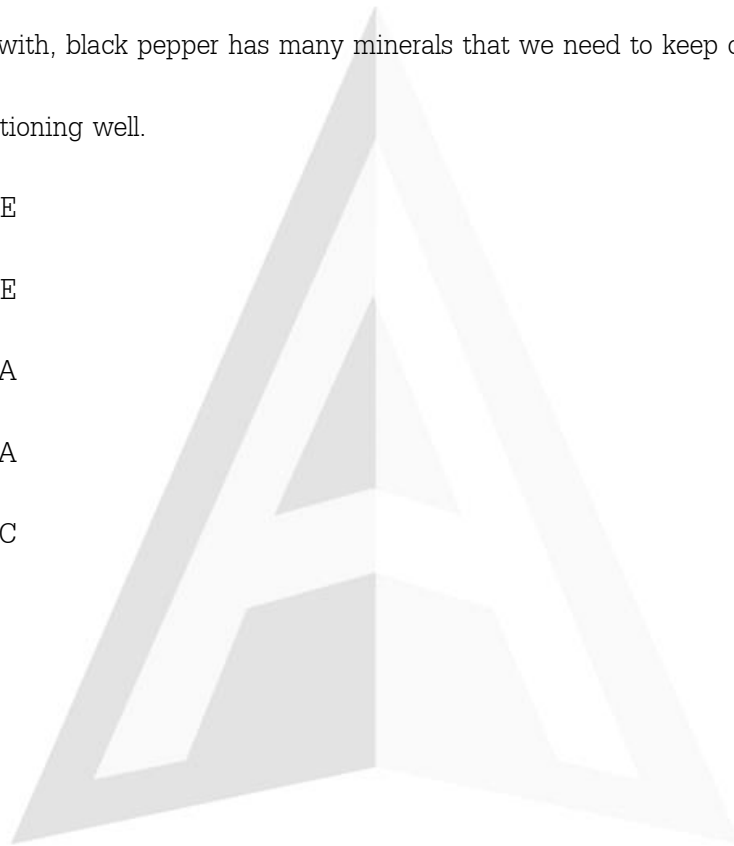 with, black pepper has many minerals that we need to keep
tioning well.
E
E
A
A
C